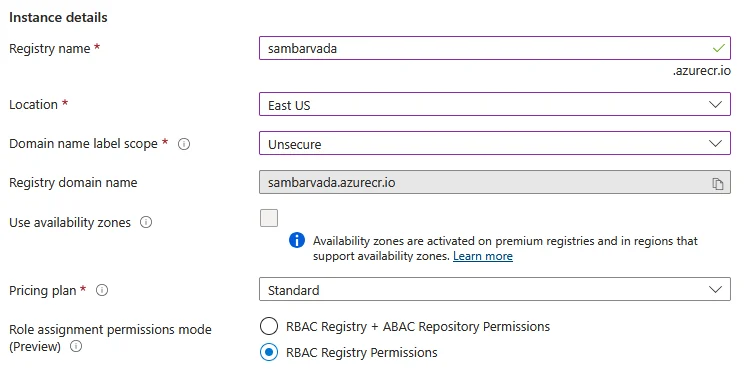 Instance details
Registry name *
sambarvada
.azurecr.io
Location *
East US
Domain name label scope *
Unsecure
Registry domain name
sambarvada.azurecr.io
Use availability zones
Availability zones are activated on premium registries and in regions that
support availability zones. Learn more
Pricing plan *
Standard
Role assignment permissions mode
(Preview)
RBAC Registry + ABAC Repository Permissions
RBAC Registry Permissions